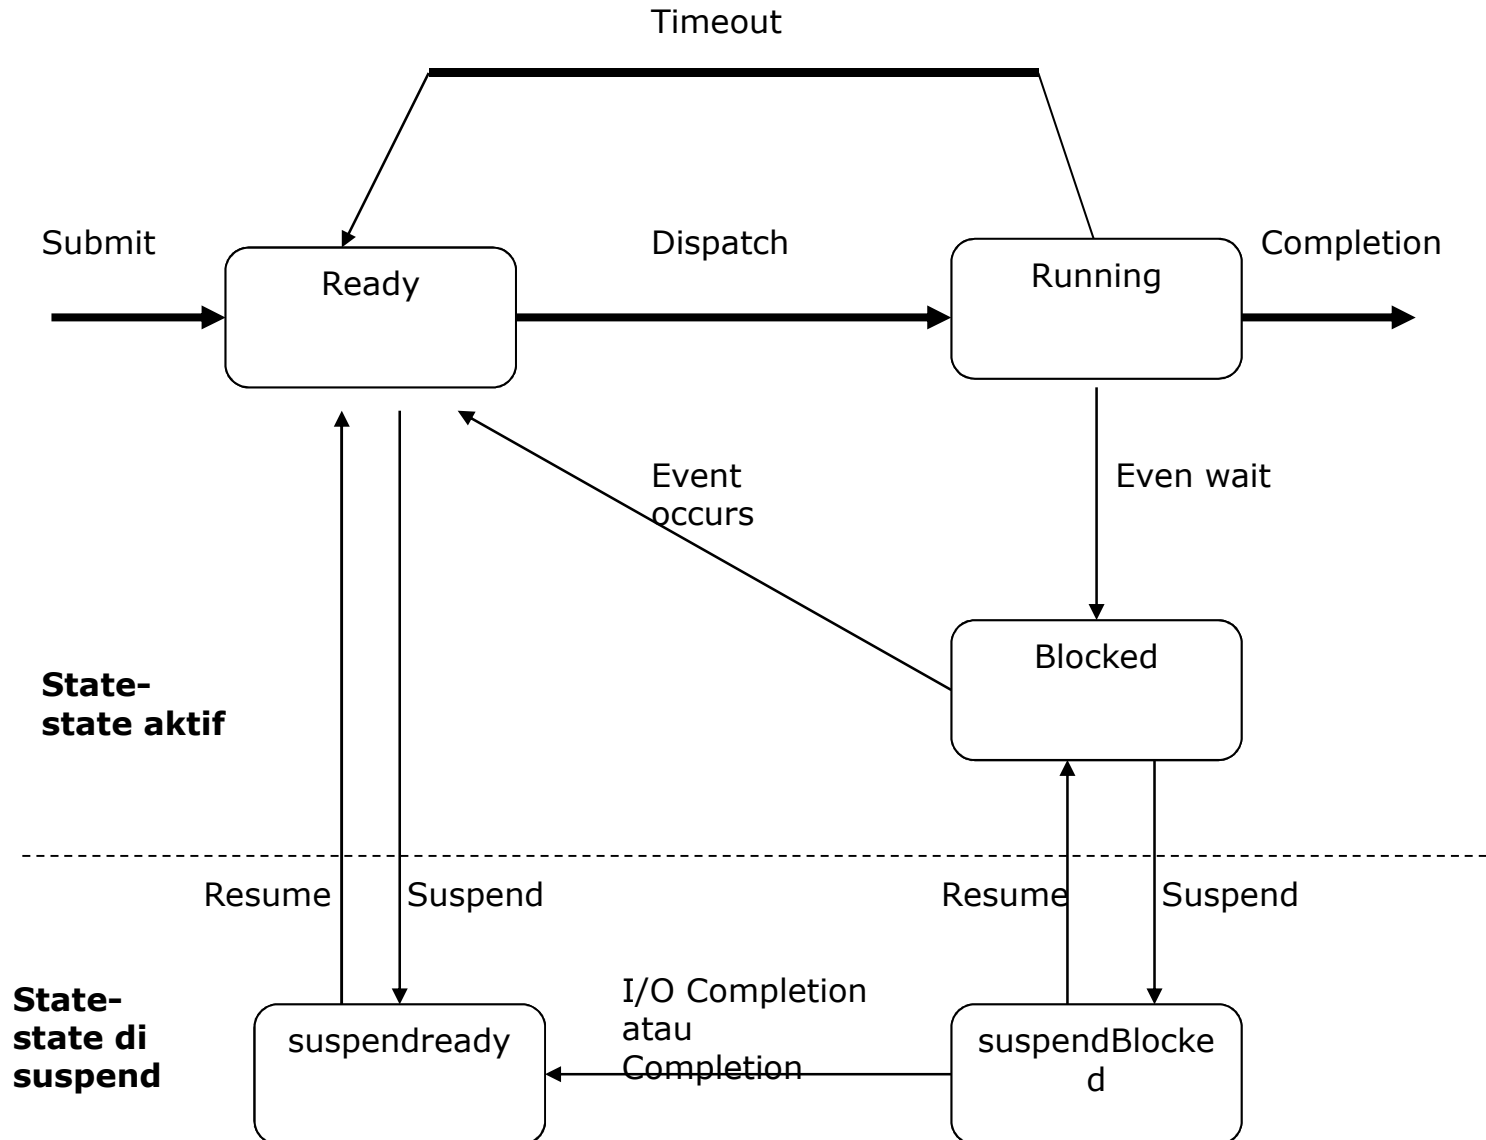 Timeout
Submit
Dispatch
Completion
Ready
Running
Event
occurs
Even wait
Blocked
State-
state aktif
Resume
Suspend
Resume
Suspend
State-
state di
suspend
I/O Completion
atau
Completion
suspendready
suspendBlocke
d